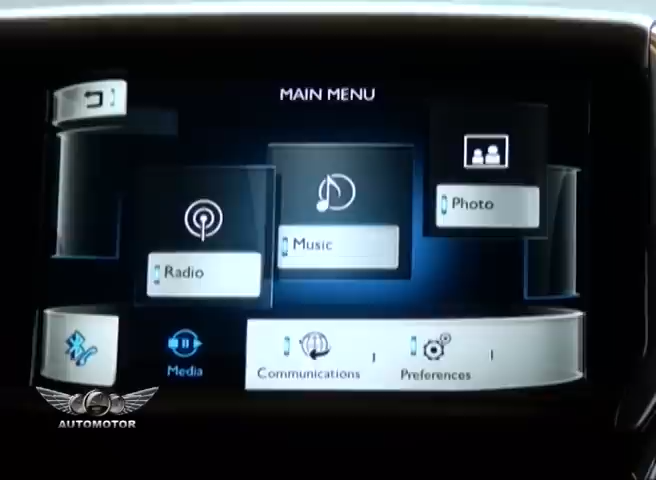 MAIN MENU
Photo
Music
Radio
Media
Communications
Preferences
AUTOMOTOR